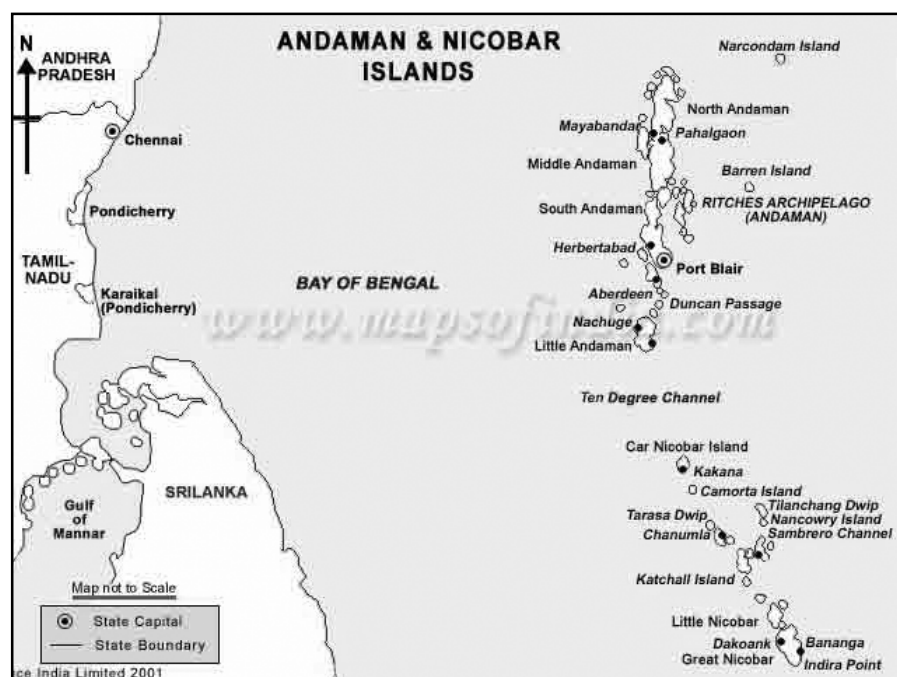 ANDAMAN & NICOBAR
ISLANDS
N
ANDHRA
PRADESH
Chennai
Pondicherry
TAMIL-
NADU
Karaikal
(Pondicherry)
BAY OF BENGAL
www.mapsofindia.com
Narcondam Island
North Andaman
Mayabandar
Pahalgaon
Middle Andaman
Barren Island
RITCHES ARCHIPELAGO
(ANDAMAN)
South Andaman
Herbertabad
Port Blair
Aberdeen
Duncan Passage
Nachuge
Little Andaman
Ten Degree Channel
Car Nicobar Island
Kakana
Camorta Island
Tilanchang Dwip
Tarasa Dwip
Nancowry Island
Chanumla
Sambrero Channel
Katchall Island
Little Nicobar
Dakoank
Bananga
Great Nicobar
Indira Point
SRILANKA
Gulf
of
Mannar
Map not to Scale
State Capital
State Boundary
ce India Limited 2001